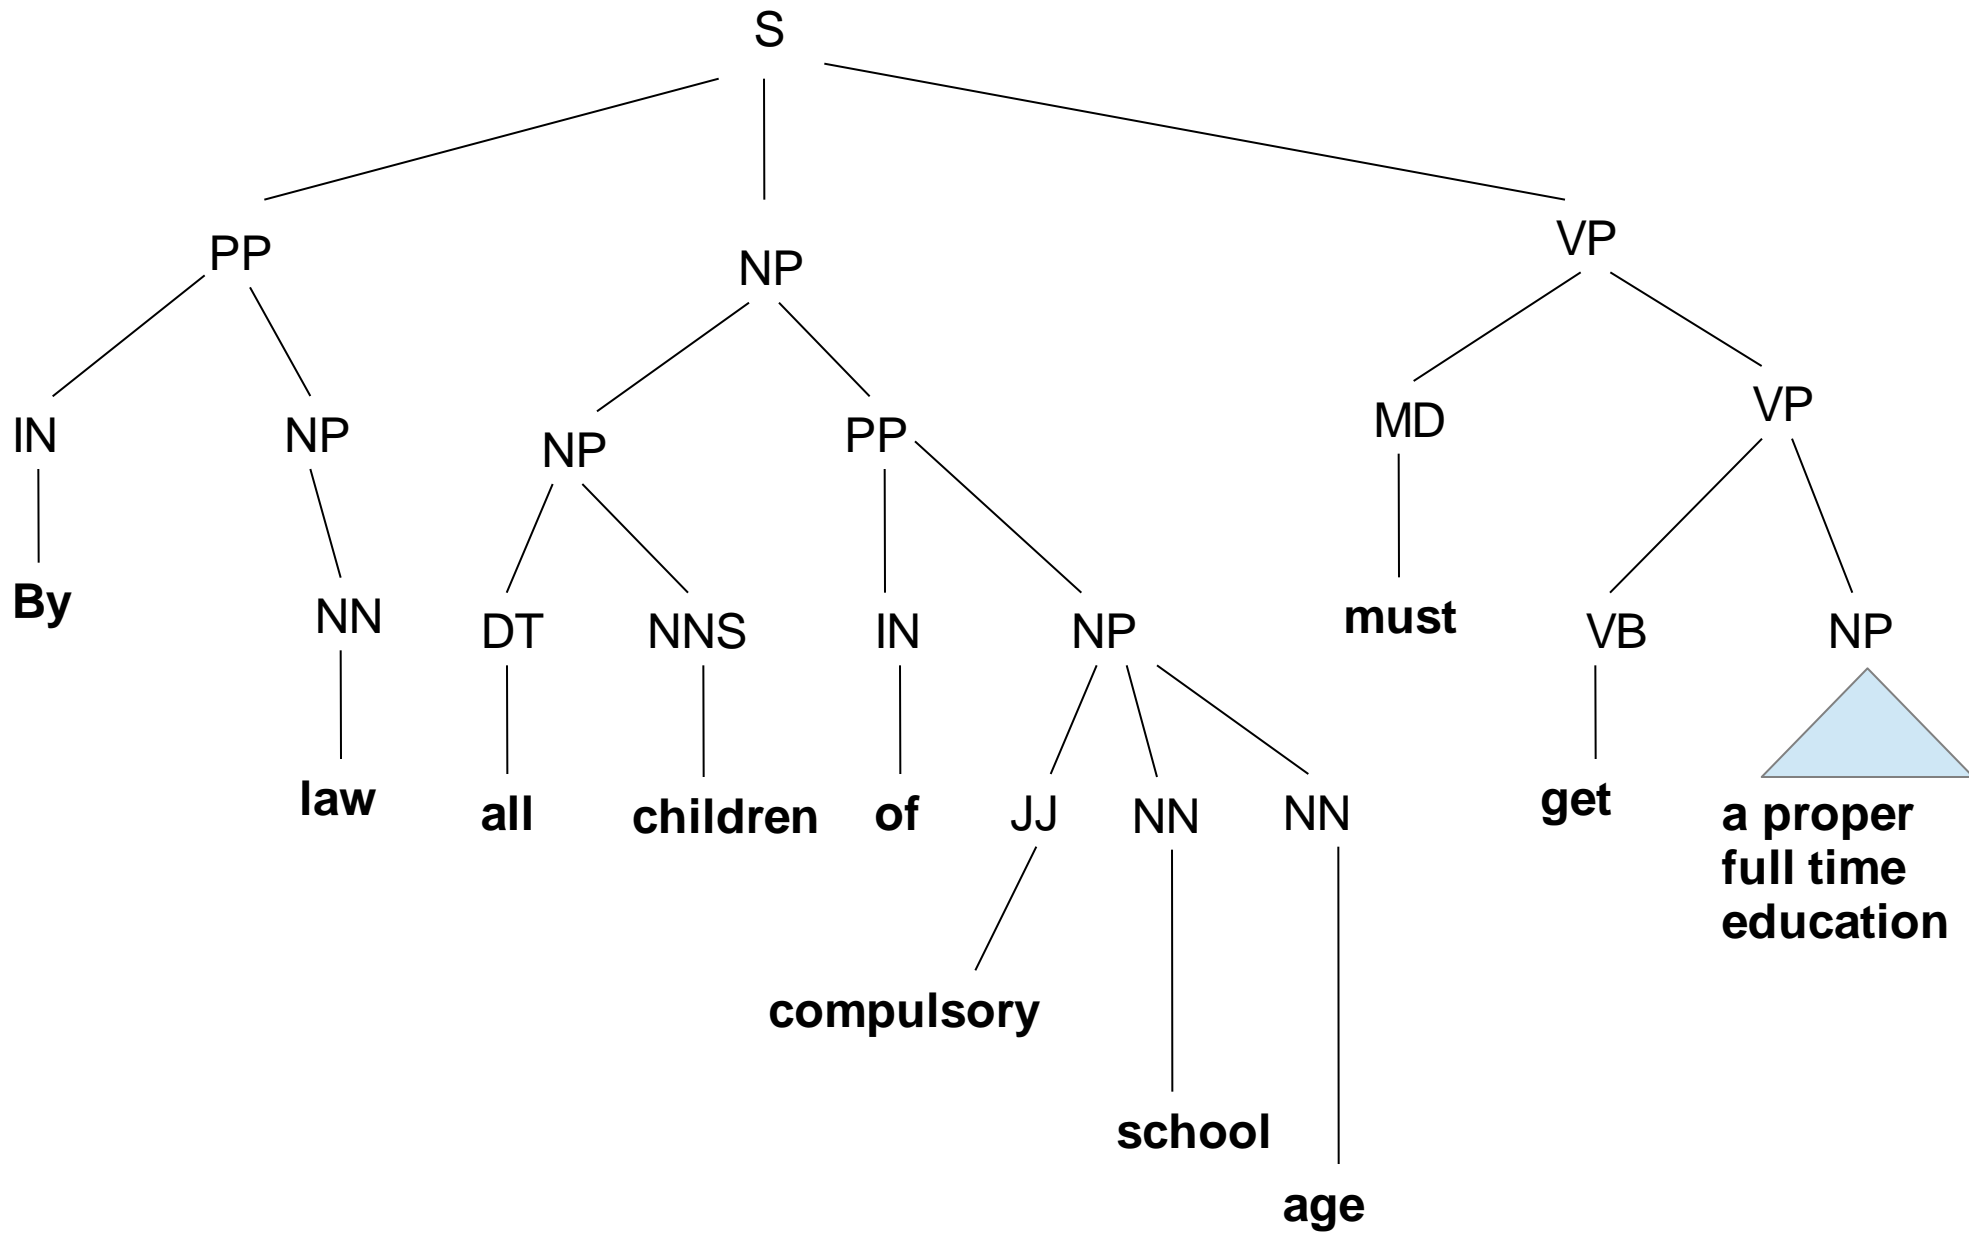 S
PP NP VP
IN NP NP PP MD VP
By NN DT NNS IN NP must VB NP
law all children of JJ NN NN get a proper
full time
education
compulsory
school
age